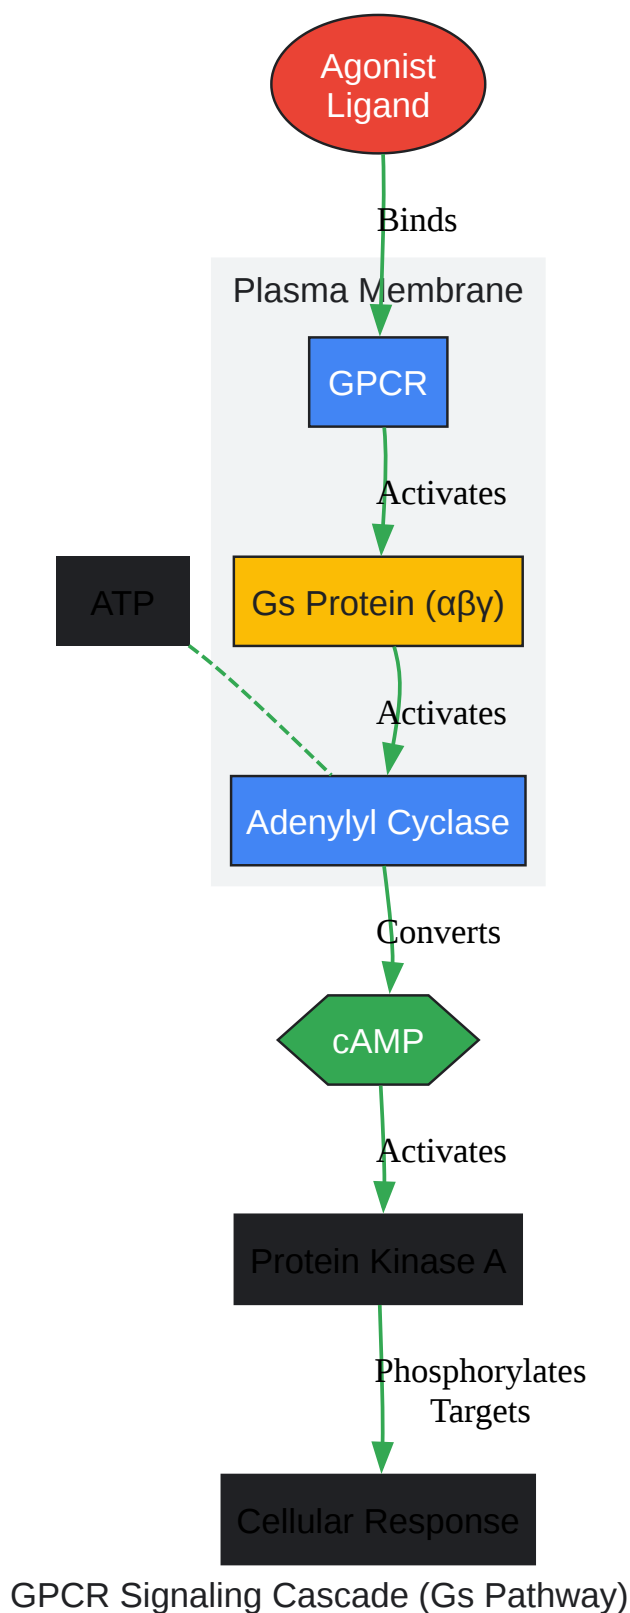 Agonist
Ligand
Binds
Plasma Membrane
GPCR
Activates
ATP
Gs Protein (αβγ)
Activates
Adenylyl Cyclase
Converts
cAMP
Activates
Protein Kinase A
Phosphorylates
Targets
Cellular Response
GPCR Signaling Cascade (Gs Pathway)